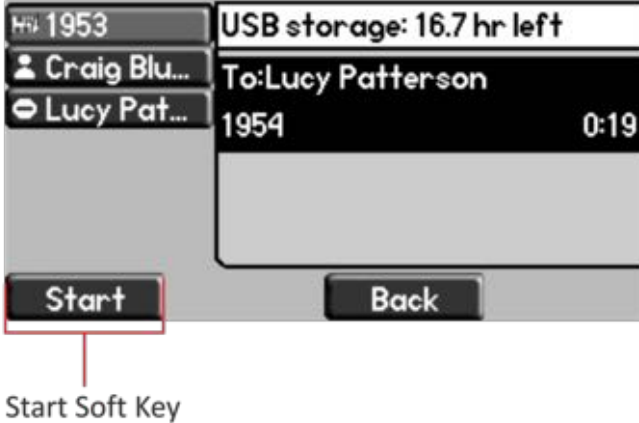 1953
USB storage: 16.7 hr left
Craig Blu...
To:Lucy Patterson
Lucy Pat...
1954 0:19
Start
Back
Start Soft Key